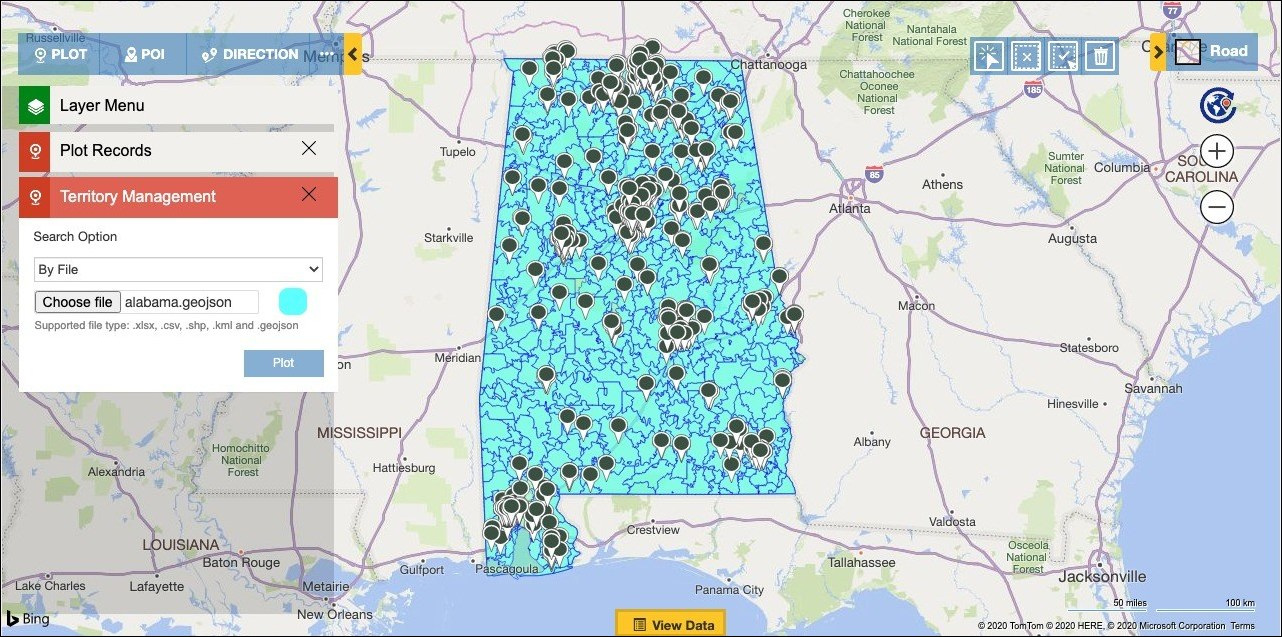 Russellville
PLOT
POI
DIRECTION
Layer Menu
Plot Records
Territory Management
Search Option
By File
Choose file alabama.geojson
Supported file type: .xlsx, .csv, .shp, .kml and .geojson
Plot
Road
77
Cherokee
National
Forest
Nantahala
National Forest
Chattanooga
Chattahoochee
Oconee
National
Forest
185
Tupelo
Sumter
National
Forest
Columbia
SOUTH
CAROLINA
85
Athens
Atlanta
Starkville
Augusta
Macon
Meridian
Statesboro
Savannah
Hinesville
MISSISSIPPI
GEORGIA
Albany
Homochitto
National
Forest
Alexandria
Hattiesburg
Crestview
Valdosta
LOUISIANA
Baton Rouge
Osceola
National
Forest
Tallahassee
Gulfport
Pascagoula
Jacksonville
Lake Charles
Lafayette
Metairie
New Orleans
Panama City
50 miles
100 km
Bing
View Data
© 2020 TomTom © 2020 HERE, © 2020 Microsoft Corporation Terms